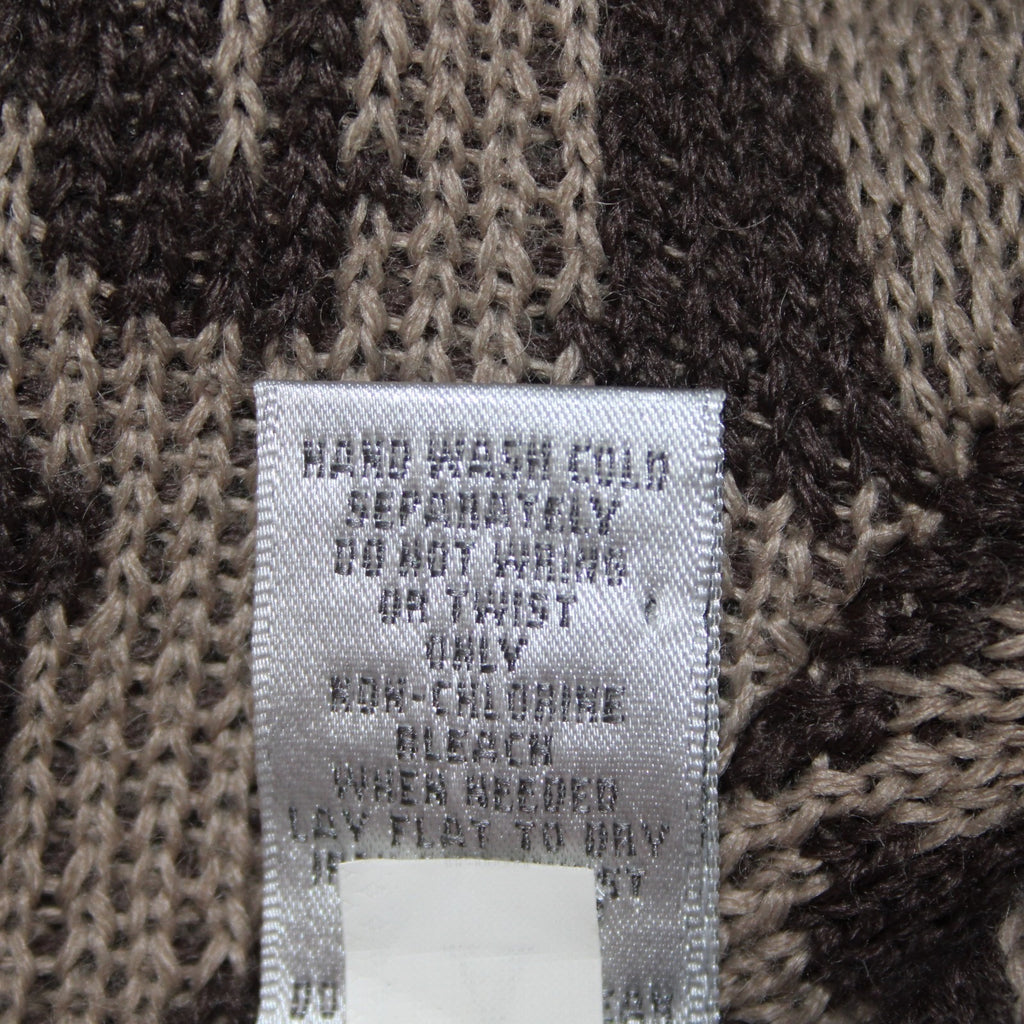 HAND WASH COLD
SEPARATELY
DO NOT WRING
OR TWIST
ONLY
NON-CHLORINE
BLEACH
WHEN NEEDED
LAY FLAT TO DRY
DO